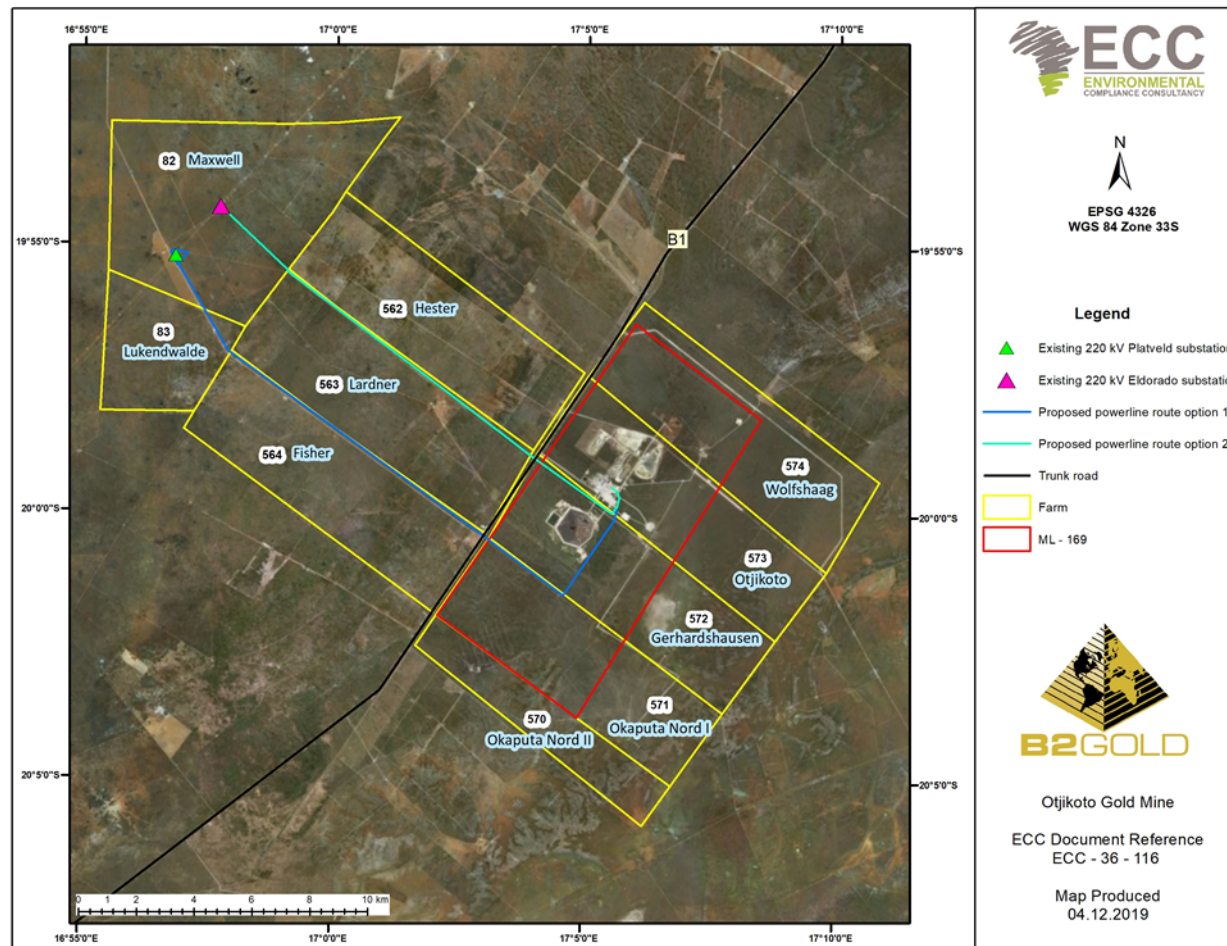 16°55'0"E
17°0'0"E
17°5'0"E
17°10'0"E
82 Maxwell
B1
19°55'0"S
19°55'0"S
562 Hester
83
Lukendwalde
563 Lardner
564 Fisher
574
Wolfshaag
20°0'0"S
20°0'0"S
573
Otjikoto
572
Gerhardshausen
571
Okaputa Nord I
570
Okaputa Nord II
20°5'0"S
20°5'0"S
0 2 4 6 8 10 km
16°55'0"E
17°0'0"E
17°5'0"E
17°10'0"E
ECC
ENVIRONMENTAL
COMPLIANCE CONSULTANCY
N
EPSG 4326
WGS 84 Zone 33S
Legend
Existing 220 kV Platveld substation
Existing 220 kV Eldorado substati
Proposed powerline route option 1
Proposed powerline route option 2
Trunk road
Farm
ML - 169
B2GOLD
Otjikoto Gold Mine
ECC Document Reference
ECC - 36 - 116
Map Produced
04.12.2019